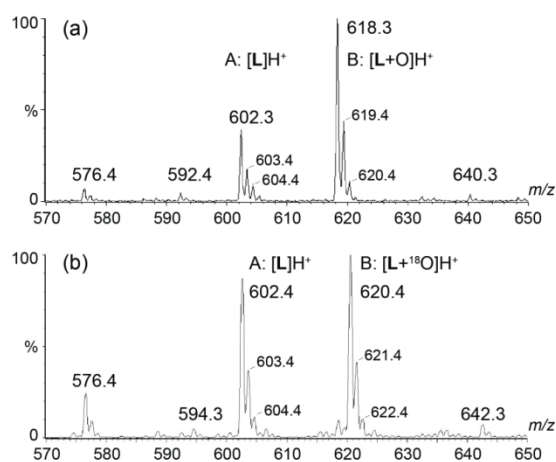 100
(a)
618.3
A: [L]H⁺
B: [L+O]H⁺
%
602.3
619.4
603.4
576.4
592.4
604.4
620.4
640.3
0
m/z
570 580 590 600 610 620 630 640 650
100
(b)
A: [L]H⁺
B: [L+¹⁸O]H⁺
602.4
620.4
%
603.4
621.4
576.4
594.3
604.4
622.4
642.3
0
m/z
570 580 590 600 610 620 630 640 650